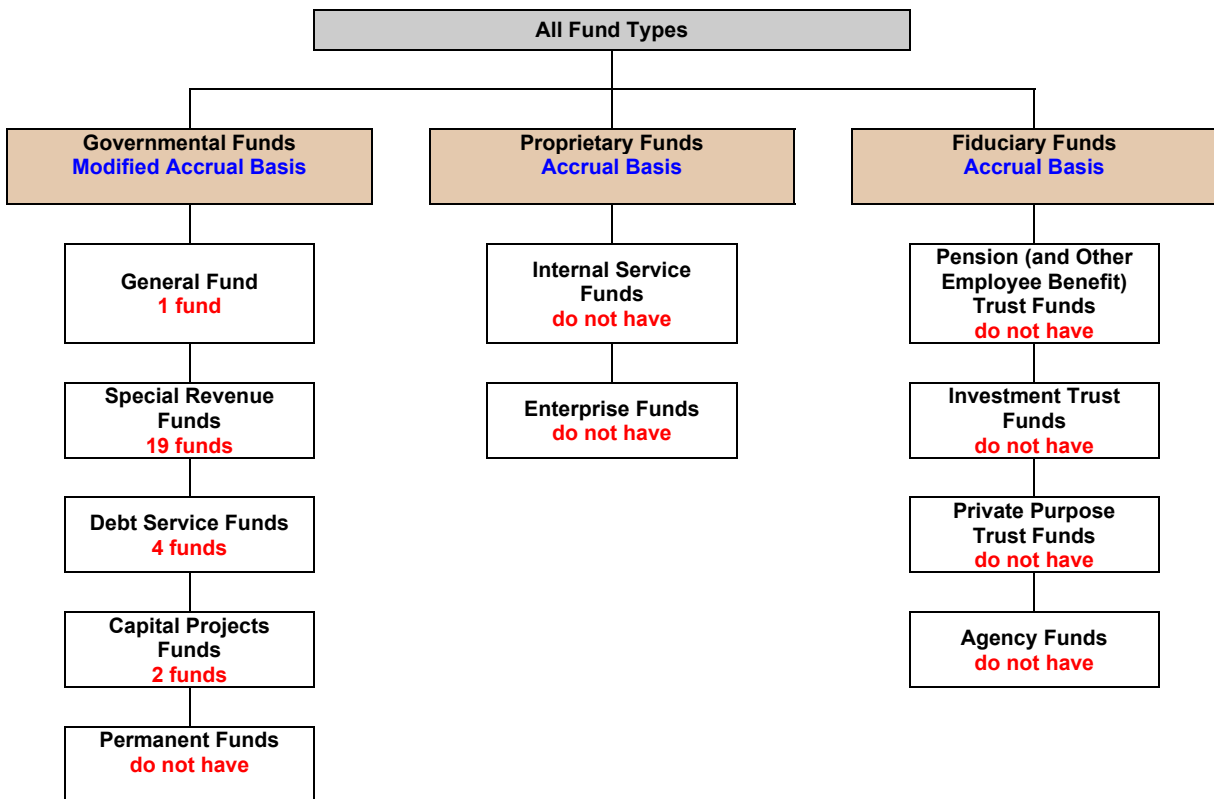 All Fund Types
Governmental Funds
Modified Accrual Basis
Proprietary Funds
Accrual Basis
Fiduciary Funds
Accrual Basis
General Fund
1 fund
Special Revenue
Funds
19 funds
Debt Service Funds
4 funds
Capital Projects
Funds
2 funds
Permanent Funds
do not have
Internal Service
Funds
do not have
Enterprise Funds
do not have
Pension (and Other
Employee Benefit)
Trust Funds
do not have
Investment Trust
Funds
do not have
Private Purpose
Trust Funds
do not have
Agency Funds
do not have